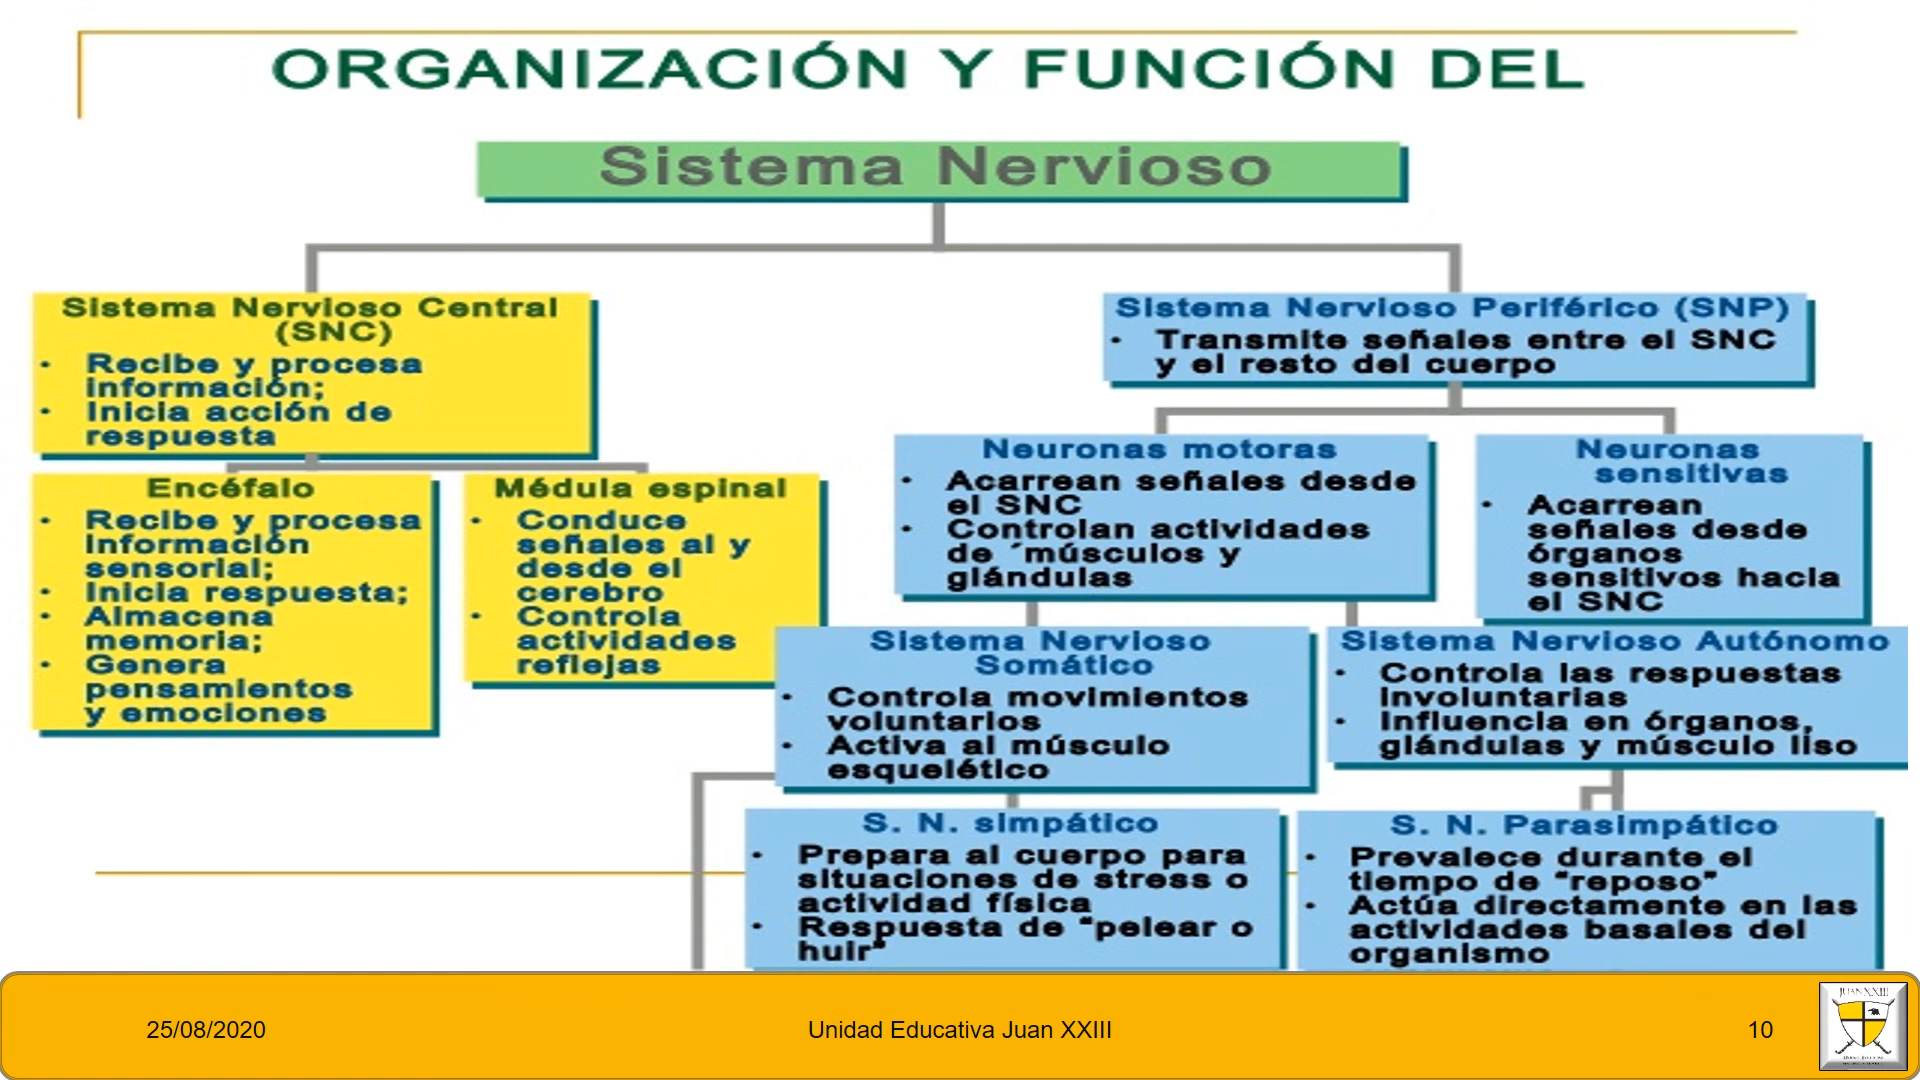 ORGANIZACIÓN Y FUNCIÓN DEL
Sistema Nervioso
Sistema Nervioso Central
(SNC)
• Recibe y procesa
información;
• Inicia acción de
respuesta
Sistema Nervioso Periférico (SNP)
• Transmite señales entre el SNC
y el resto del cuerpo
Encéfalo
• Recibe y procesa
Información
sensorial;
• Inicia respuesta;
• Almacena
memoria;
• Genera
pensamientos
y emociones
Médula espinal
• Conduce
señales al y
desde el
cerebro
• Controla
actividades
reflejas
Neuronas motoras
• Acarrean señales desde
el SNC
• Controlan actividades
de ´músculos y
glándulas
Neuronas
sensitivas
• Acarrean
señales desde
órganos
sensitivos hacia
el SNC
Sistema Nervioso
Somático
• Controla movimientos
voluntarios
• Activa al músculo
esquelético
Sistema Nervioso Autónomo
• Controla las respuestas
involuntarias
• Influencia en órganos,
glándulas y músculo liso
S. N. simpático
• Prepara al cuerpo para
situaciones de stress o
actividad física
• Respuesta de “pelear o
huir”
S. N. Parasimpático
• Prevalece durante el
tiempo de “reposo”
• Actúa directamente en las
actividades basales del
organismo
25/08/2020
Unidad Educativa Juan XXIII
10
JUAN XXIII